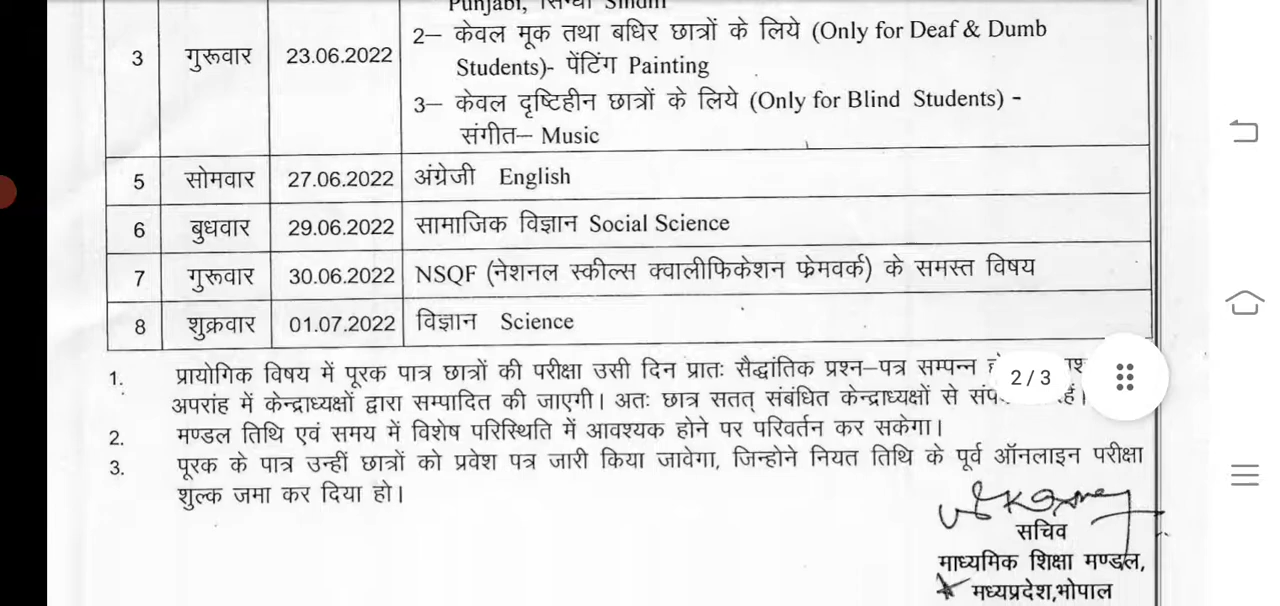 Punjabi, सिन्धी Sindhi
3 गुरूवार 23.06.2022 2– केवल मूक तथा बधिर छात्रों के लिये (Only for Deaf & Dumb
Students)- पेंटिंग Painting
3– केवल दृष्टिहीन छात्रों के लिये (Only for Blind Students) -
संगीत– Music
5 सोमवार 27.06.2022 अंग्रेजी English
6 बुधवार 29.06.2022 सामाजिक विज्ञान Social Science
7 गुरूवार 30.06.2022 NSQF (नेशनल स्कील्स क्वालीफिकेशन फ्रेमवर्क) के समस्त विषय
8 शुक्रवार 01.07.2022 विज्ञान Science
1. प्रायोगिक विषय में पूरक पात्र छात्रों की परीक्षा उसी दिन प्रातः सैद्धांतिक प्रश्न–पत्र सम्पन्न
2/3
अपरांह में केन्द्राध्यक्षों द्वारा सम्पादित की जाएगी। अतः छात्र सतत् संबंधित केन्द्राध्यक्षों से
2. मण्डल तिथि एवं समय में विशेष परिस्थिति में आवश्यक होने पर परिवर्तन कर सकेगा।
3. पूरक के पात्र उन्हीं छात्रों को प्रवेश पत्र जारी किया जावेगा, जिन्होने नियत तिथि के पूर्व ऑनलाइन परीक्षा
शुल्क जमा कर दिया हो।
सचिव
माध्यमिक शिक्षा मण्डल,
मध्यप्रदेश,भोपाल